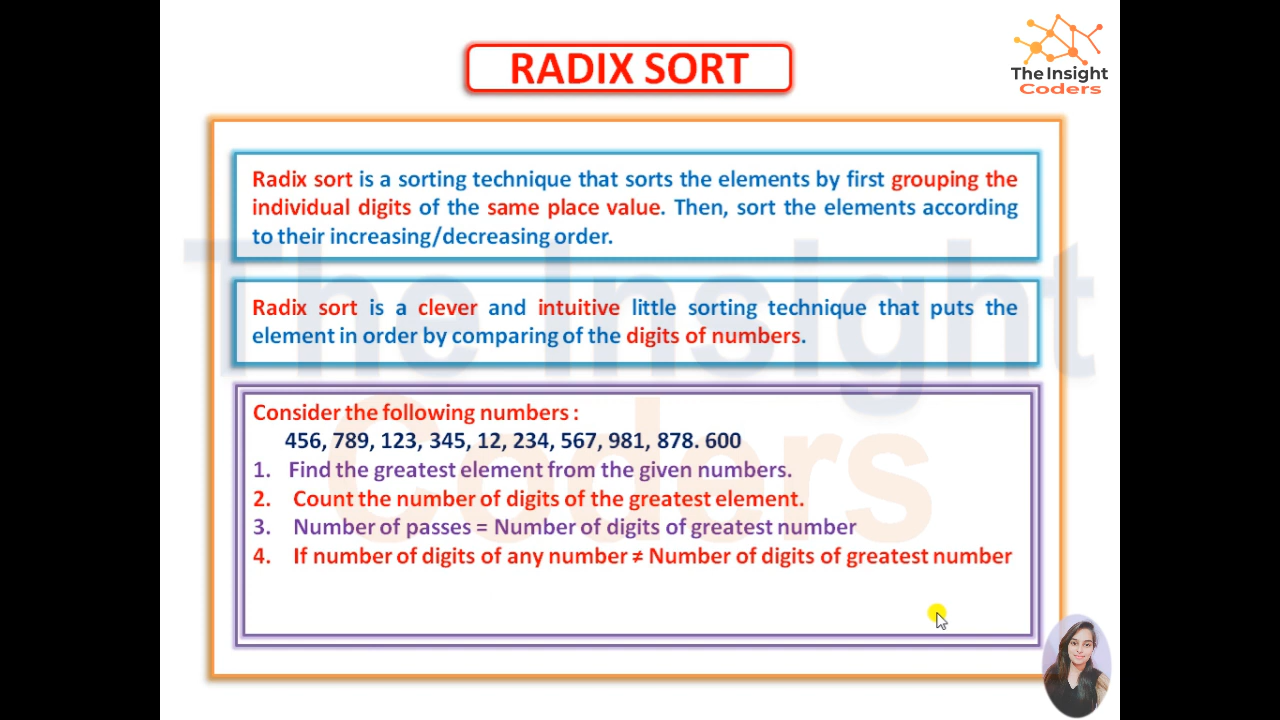 RADIX SORT
The Insight
Coders
Radix sort is a sorting technique that sorts the elements by first grouping the
individual digits of the same place value. Then, sort the elements according
to their increasing/decreasing order.
Radix sort is a clever and intuitive little sorting technique that puts the
element in order by comparing of the digits of numbers.
Consider the following numbers :
456, 789, 123, 345, 12, 234, 567, 981, 878. 600
1. Find the greatest element from the given numbers.
2. Count the number of digits of the greatest element.
3. Number of passes = Number of digits of greatest number
4. If number of digits of any number ≠ Number of digits of greatest number
The Insight
Coders